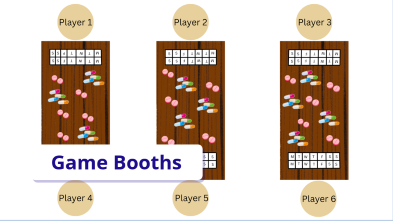 Player 1
Player 2
Player 3
M T W T F S S
Game Booths
Player 4
Player 5
Player 6